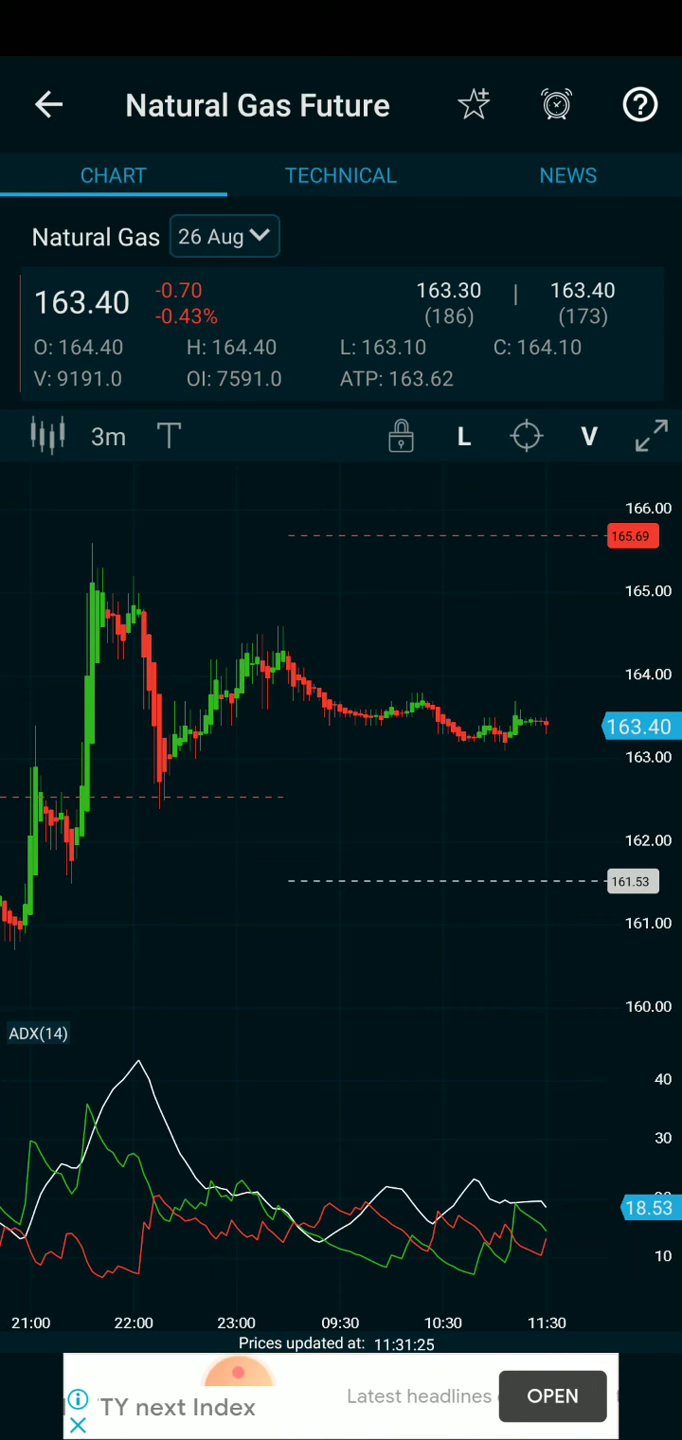 Natural Gas Future
CHART TECHNICAL NEWS
Natural Gas 26 Aug
163.40 -0.70 -0.43% 163.30 (186) | 163.40 (173)
O: 164.40 H: 164.40 L: 163.10 C: 164.10
V: 9191.0 OI: 7591.0 ATP: 163.62
3m T L V
166.00
165.69
165.00
164.00
163.40
163.00
162.00
161.53
161.00
160.00
ADX(14)
40
30
18.53
10
21:00 22:00 23:00 09:30 10:30 11:30
Prices updated at: 11:31:25
TY next Index Latest headlines OPEN